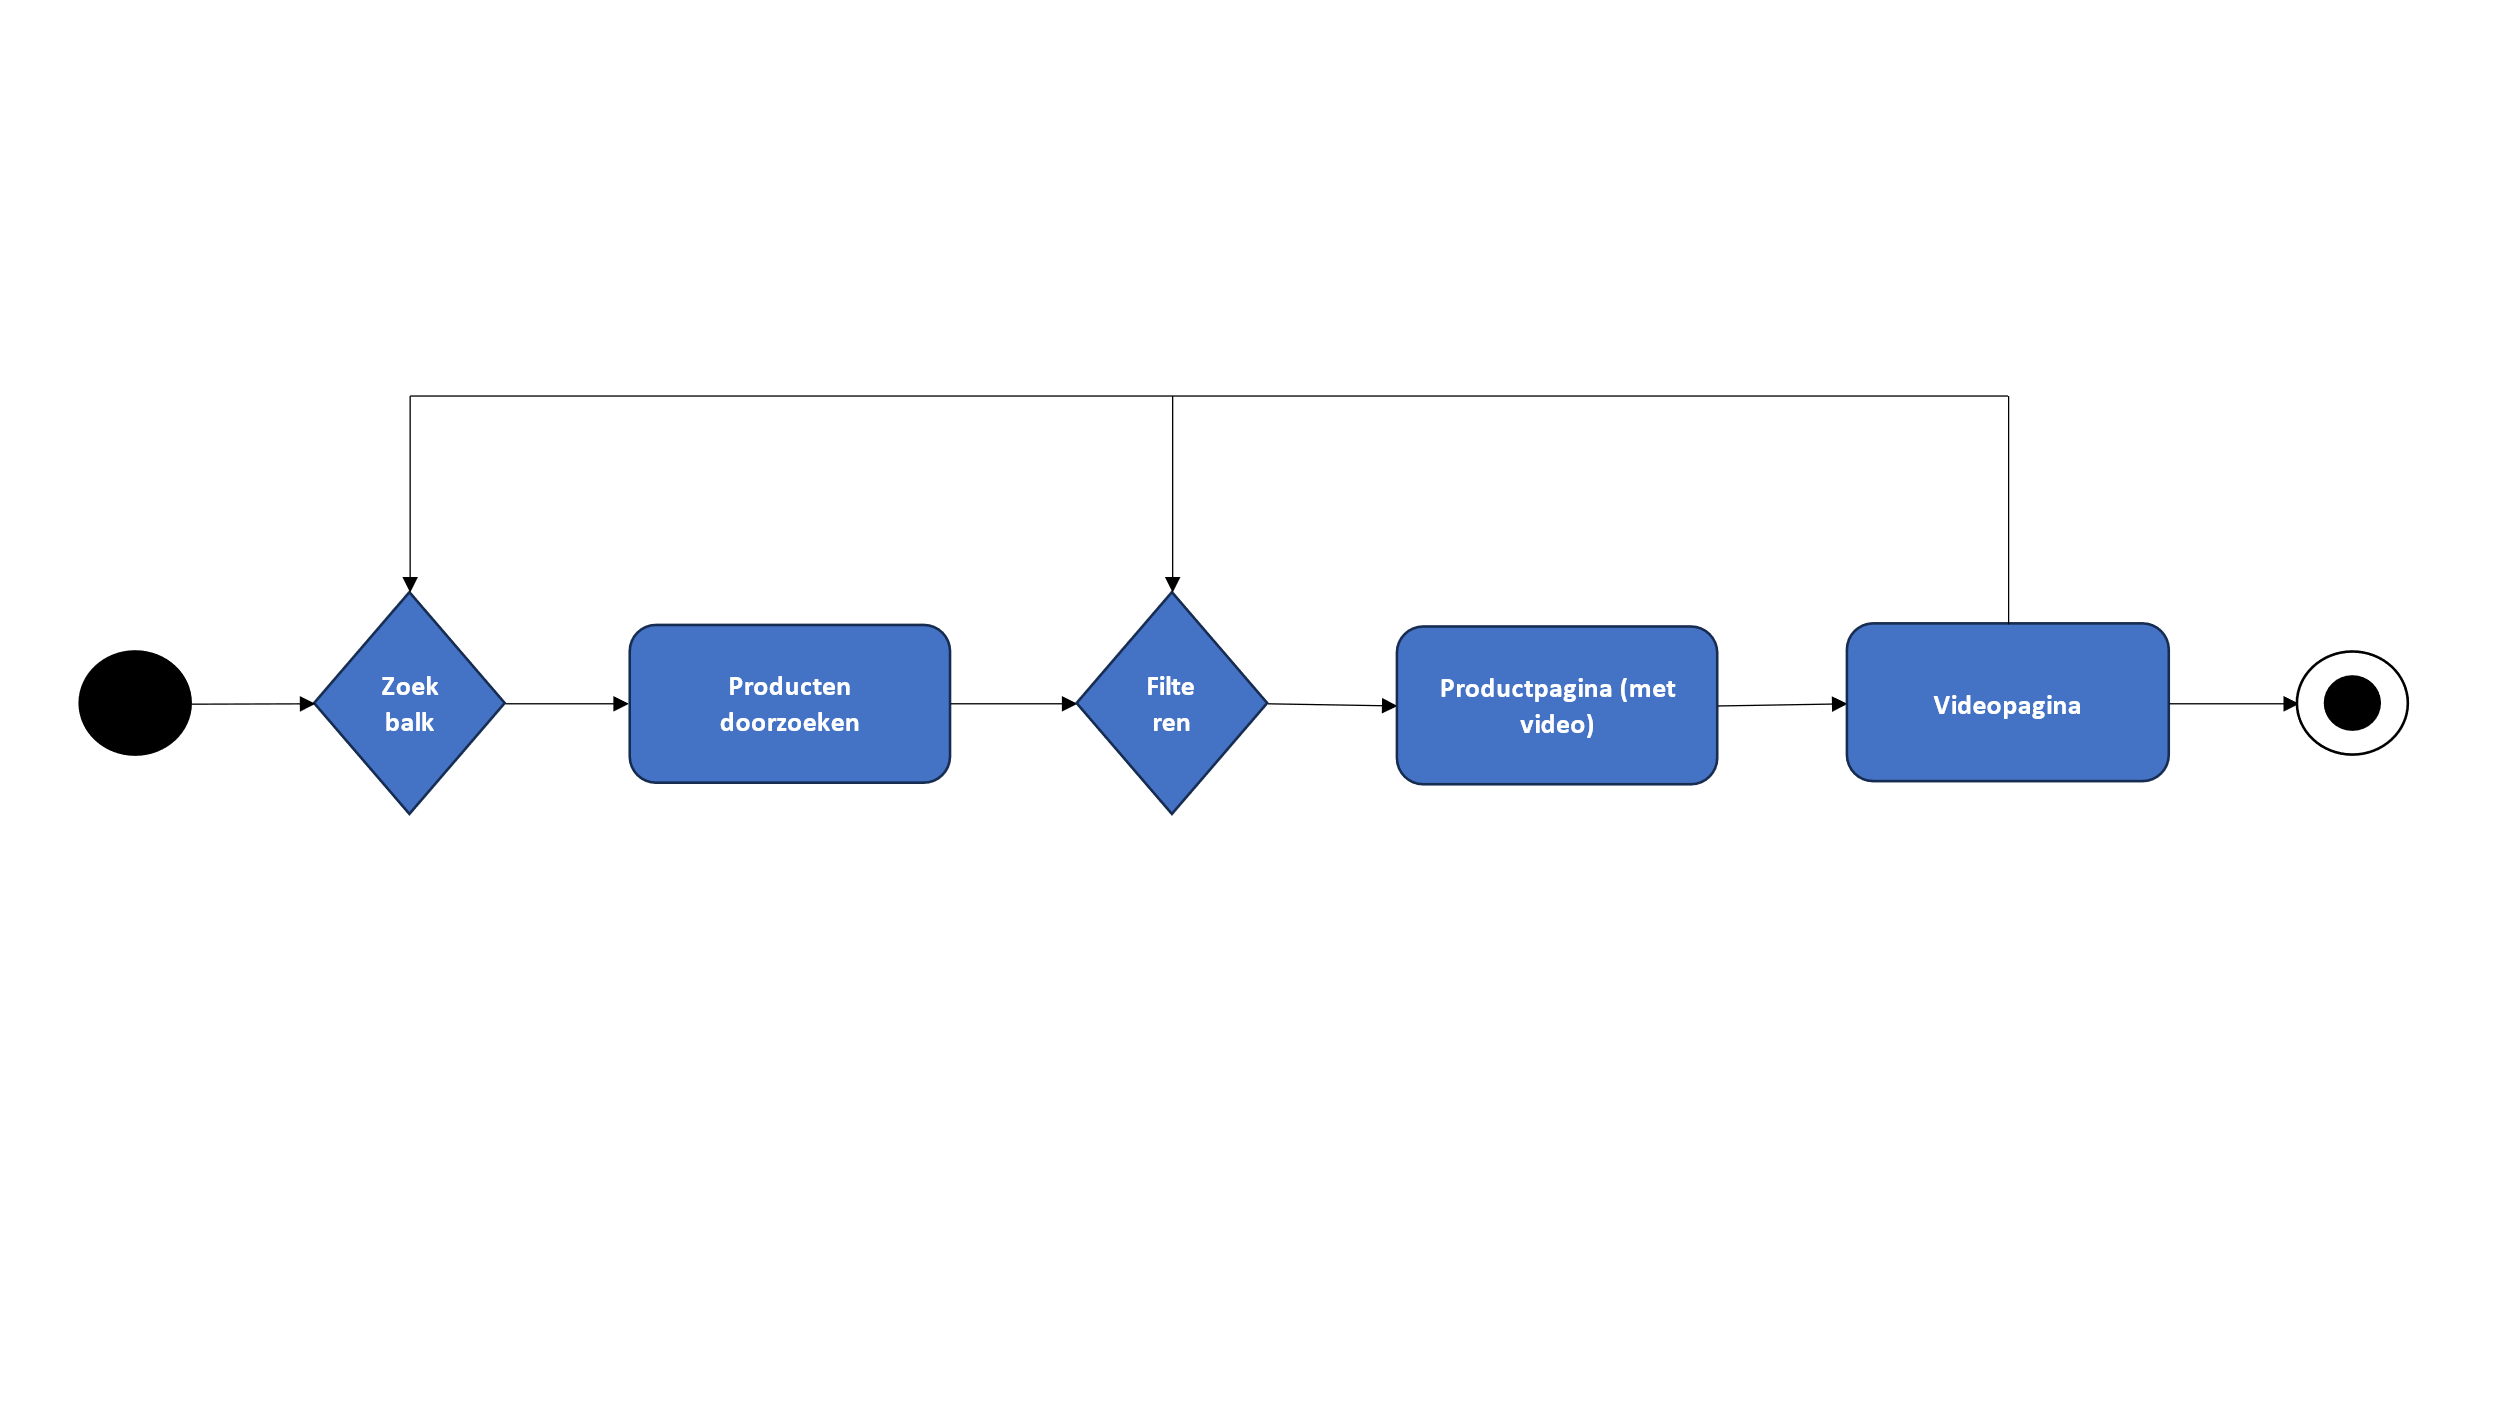 Zoek
balk
Producten
doorzoeken
Filte
ren
Productpagina (met
video)
Videopagina